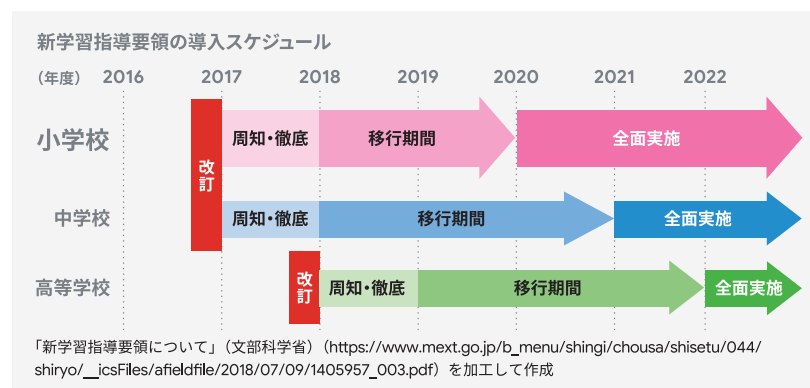 新学習指導要領の導入スケジュール
（年度） 2016 2017 2018 2019 2020 2021 2022
小学校 改訂 周知・徹底 移行期間 全面実施
中学校 周知・徹底 移行期間 全面実施
高等学校 改訂 周知・徹底 移行期間 全面実施
「新学習指導要領について」（文部科学省）（https://www.mext.go.jp/b_menu/shingi/chousa/shisetu/044/
shiryo/__icsFiles/afieldfile/2018/07/09/1405957_003.pdf）を加工して作成